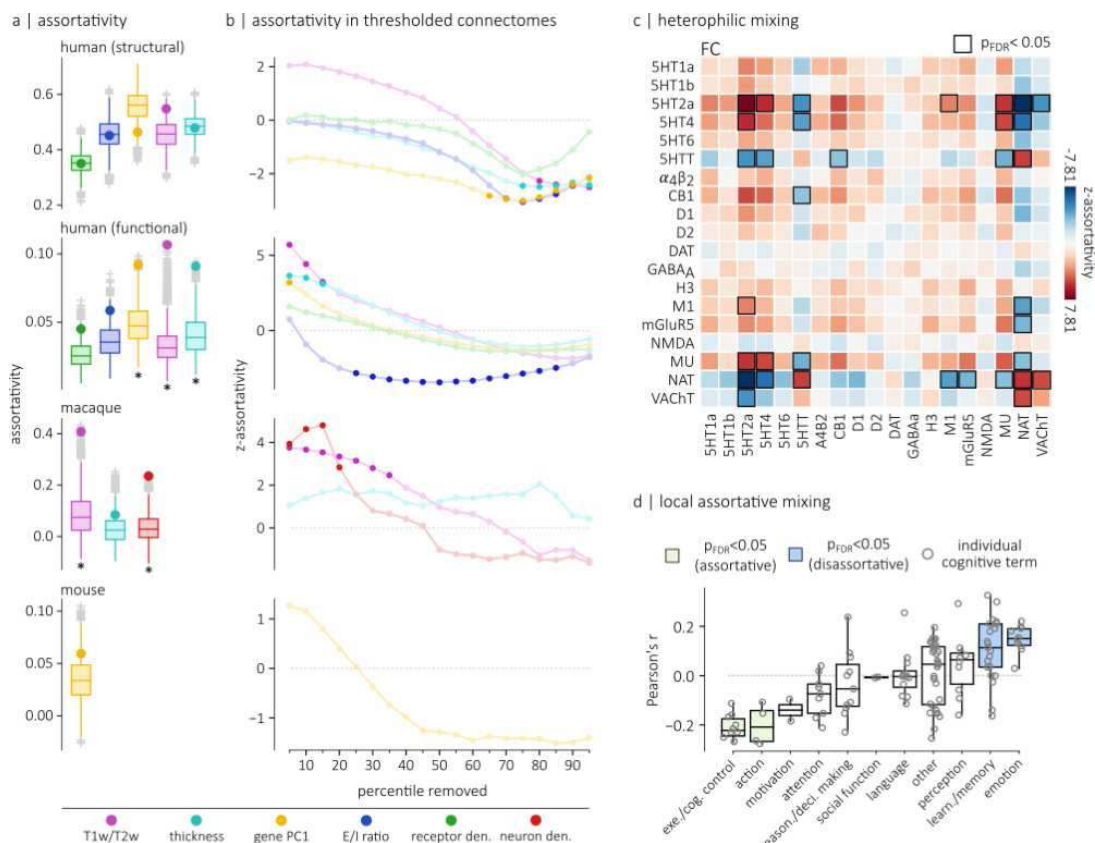 a | assortativity
human (structural)
0.6
0.4
0.2
human (functional)
0.10
0.05
macaque
0.4
0.2
0.0
*
*
*
*
*
mouse
0.10
0.05
0.00
assortativity
b | assortativity in thresholded connectomes
2
0
−2
5
0
4
2
0
1
0
−1
z-assortativity
10 20 30 40 50 60 70 80 90
percentile removed
T1w/T2w
thickness
gene PC1
E/I ratio
receptor den.
neuron den.
c | heterophilic mixing
FC
pFDR< 0.05
5HT1a
5HT1b
5HT2a
5HT4
5HT6
5HTT
α4β2
CB1
D1
D2
DAT
GABAA
H3
M1
mGluR5
NMDA
MU
NAT
VAChT
5HT1a
5HT1b
5HT2a
5HT4
5HT6
5HTT
A4B2
CB1
D1
D2
DAT
GABAa
H3
M1
mGluR5
NMDA
MU
NAT
VAChT
-7.81
z-assortativity
7.81
d | local assortative mixing
pFDR<0.05
(assortative)
pFDR<0.05
(disassortative)
individual
cognitive term
Pearson's r
0.2
0.0
−0.2
exe./cog. control
action
motivation
attention
reason./deci. making
social function
language
other
perception
learn./memory
emotion